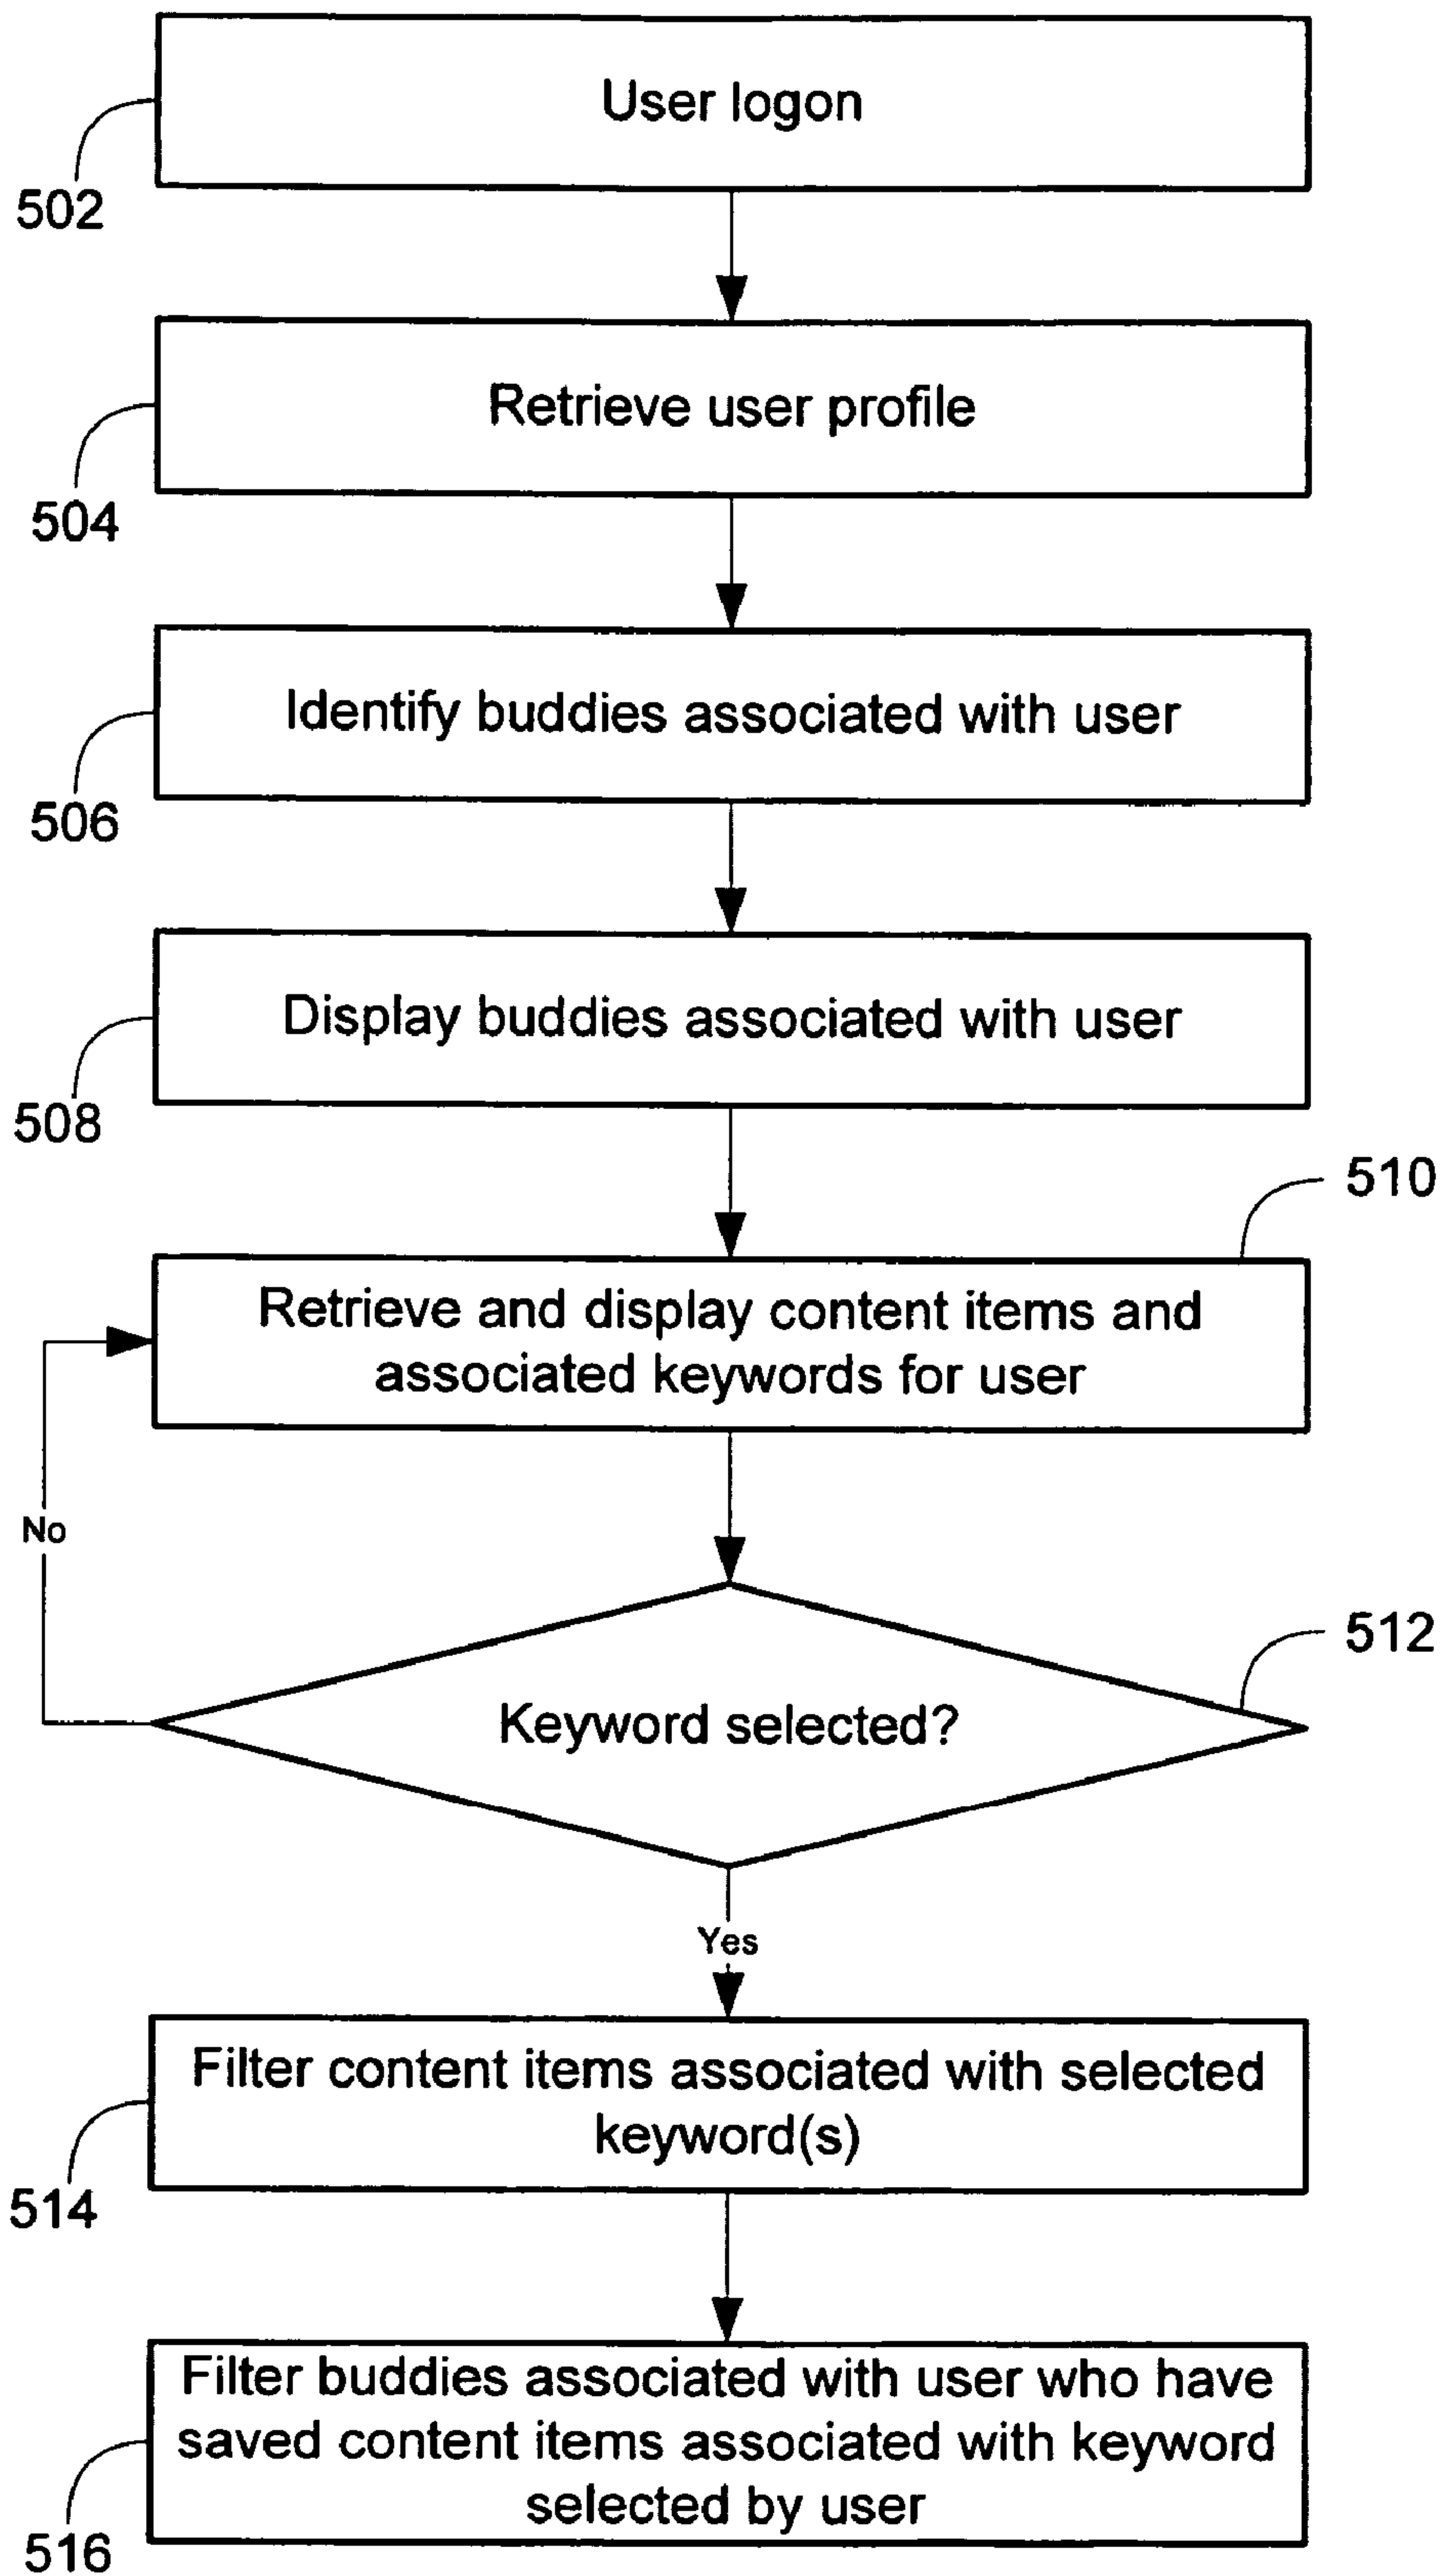 User logon
502
Retrieve user profile
504
Identify buddies associated with user
506
Display buddies associated with user
508
510
Retrieve and display content items and
associated keywords for user
No
512
Keyword selected?
Yes
Filter content items associated with selected
keyword(s)
514
Filter buddies associated with user who have
saved content items associated with keyword
selected by user
516